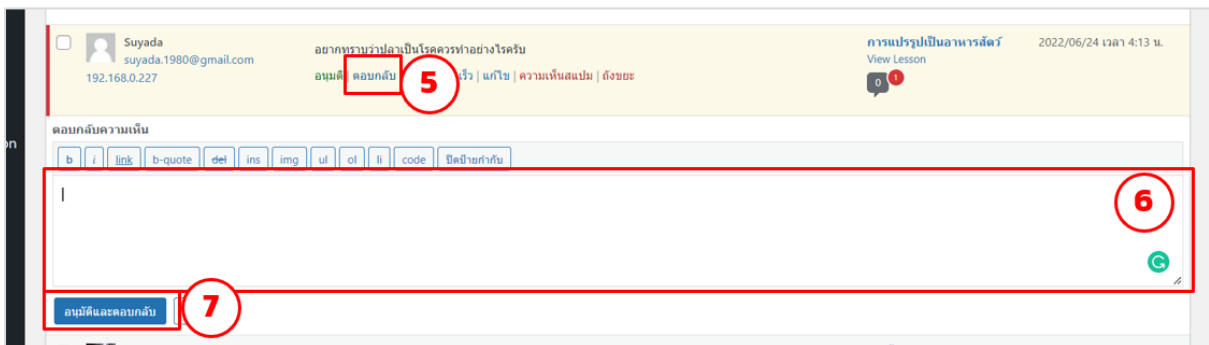 Suyada
suyada.1980@gmail.com
192.168.0.227
อยากทราบว่าปลาเป็นโรคควรทำอย่างไรครับ
อนุมัติ | ตอบกลับ เร็ว | แก้ไข | ความเห็นสแปม | ถังขยะ
5
การแปรรูปเป็นอาหารสัตว์
View Lesson
0 1
2022/06/24 เวลา 4:13 น.
on
ตอบกลับความเห็น
b i link b-quote del ins img ul ol li code ปิดป้ายกำกับ
6
อนุมัติและตอบกลับ
7